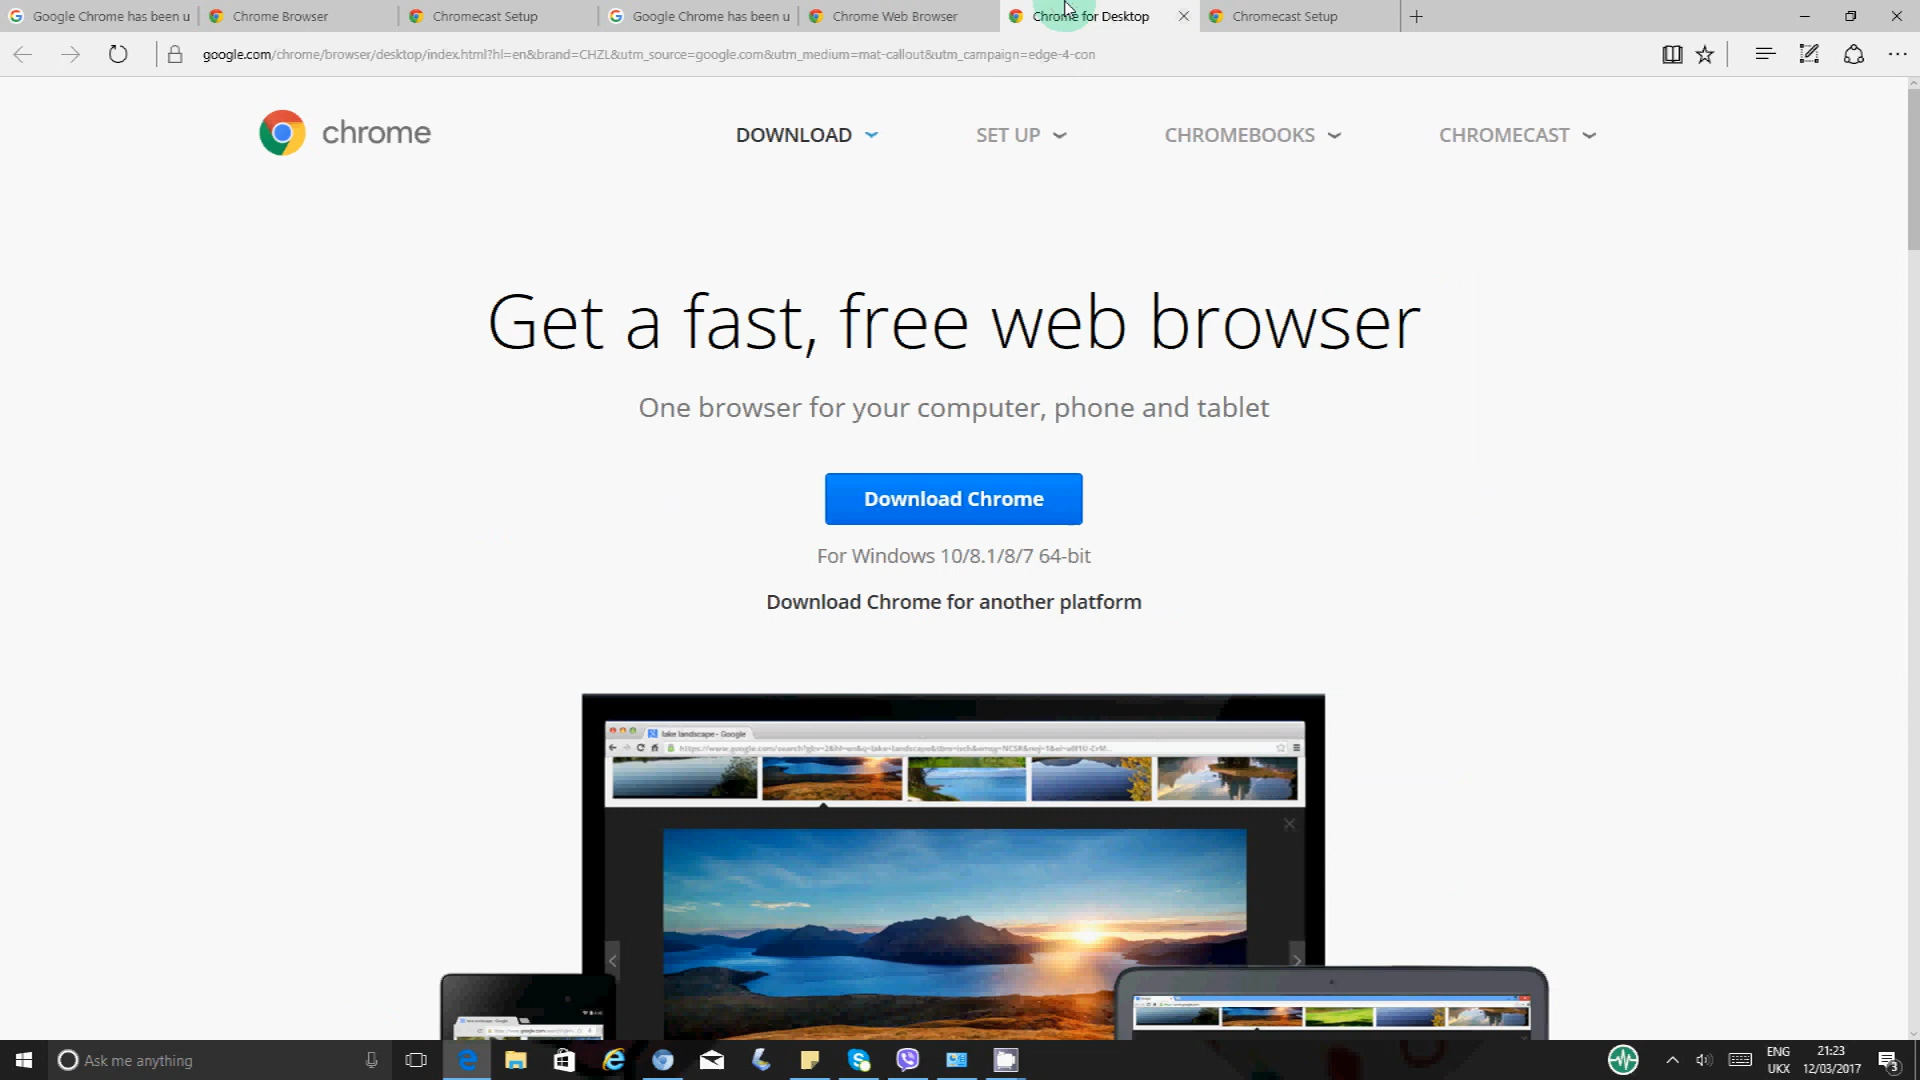 Google Chrome has been u
Chrome Browser
Chromecast Setup
Google Chrome has been u
Chrome Web Browser
Chrome for Desktop
Chromecast Setup
google.com/chrome/browser/desktop/index.html?hl=en&brand=CHZL&utm_source=google.com&utm_medium=mat-callout&utm_campaign=edge-4-con
chrome
DOWNLOAD
SET UP
CHROMEBOOKS
CHROMECAST
Get a fast, free web browser
One browser for your computer, phone and tablet
Download Chrome
For Windows 10/8.1/8/7 64-bit
Download Chrome for another platform
lake landscape - Google
Ask me anything
ENG
UKX
21:23
12/03/2017
3